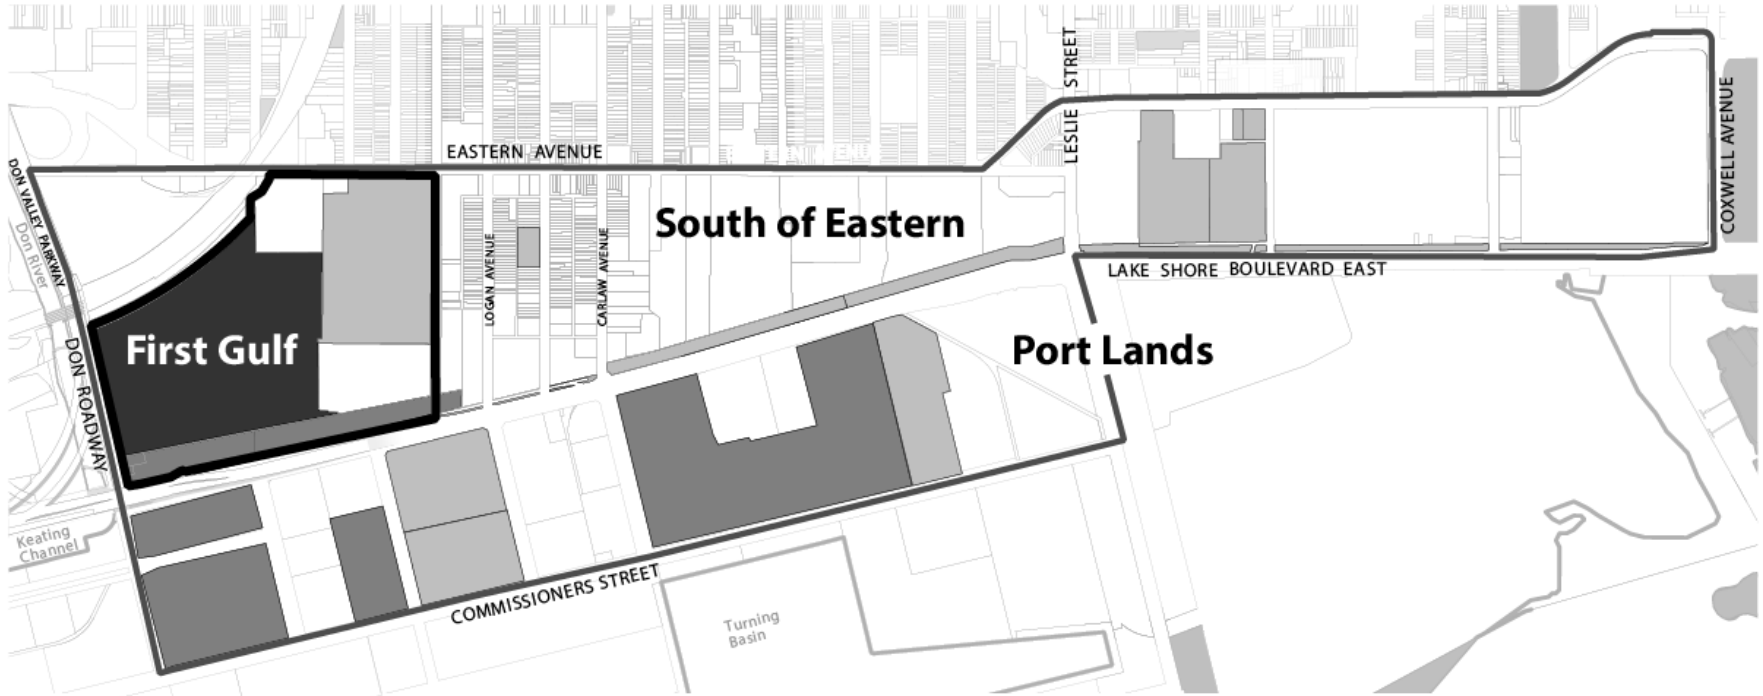 EASTERN AVENUE
LESLIE STREET
COXWELL AVENUE
DON VALLEY PARKWAY
Don River
South of Eastern
LOGAN AVENUE
CARLAW AVENUE
LAKE SHORE BOULEVARD EAST
First Gulf
Port Lands
DON ROADWAY
Keating
Channel
COMMISSIONERS STREET
Turning
Basin